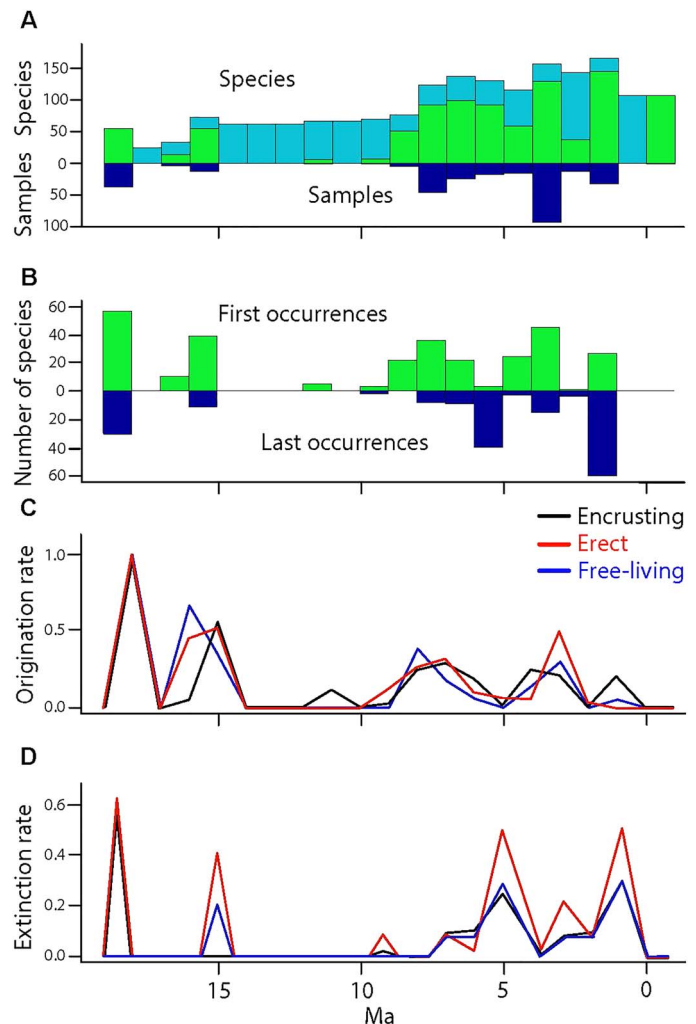 A
Species
Samples
150
100
50
0
50
100
Species
Samples
B
Number of species
60
40
20
0
20
40
60
First occurrences
Last occurrences
C
Origination rate
1.0
0.5
0.0
Encrusting
Erect
Free-living
D
Extinction rate
0.6
0.4
0.2
0.0
15
10
5
0
Ma